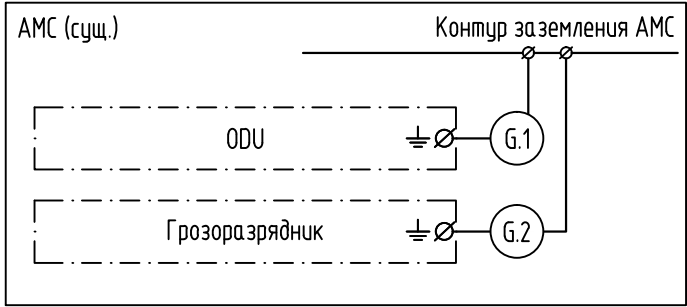 АМС (сущ.)
Контур заземления АМС
ODU
G.1
Грозоразрядник
G.2